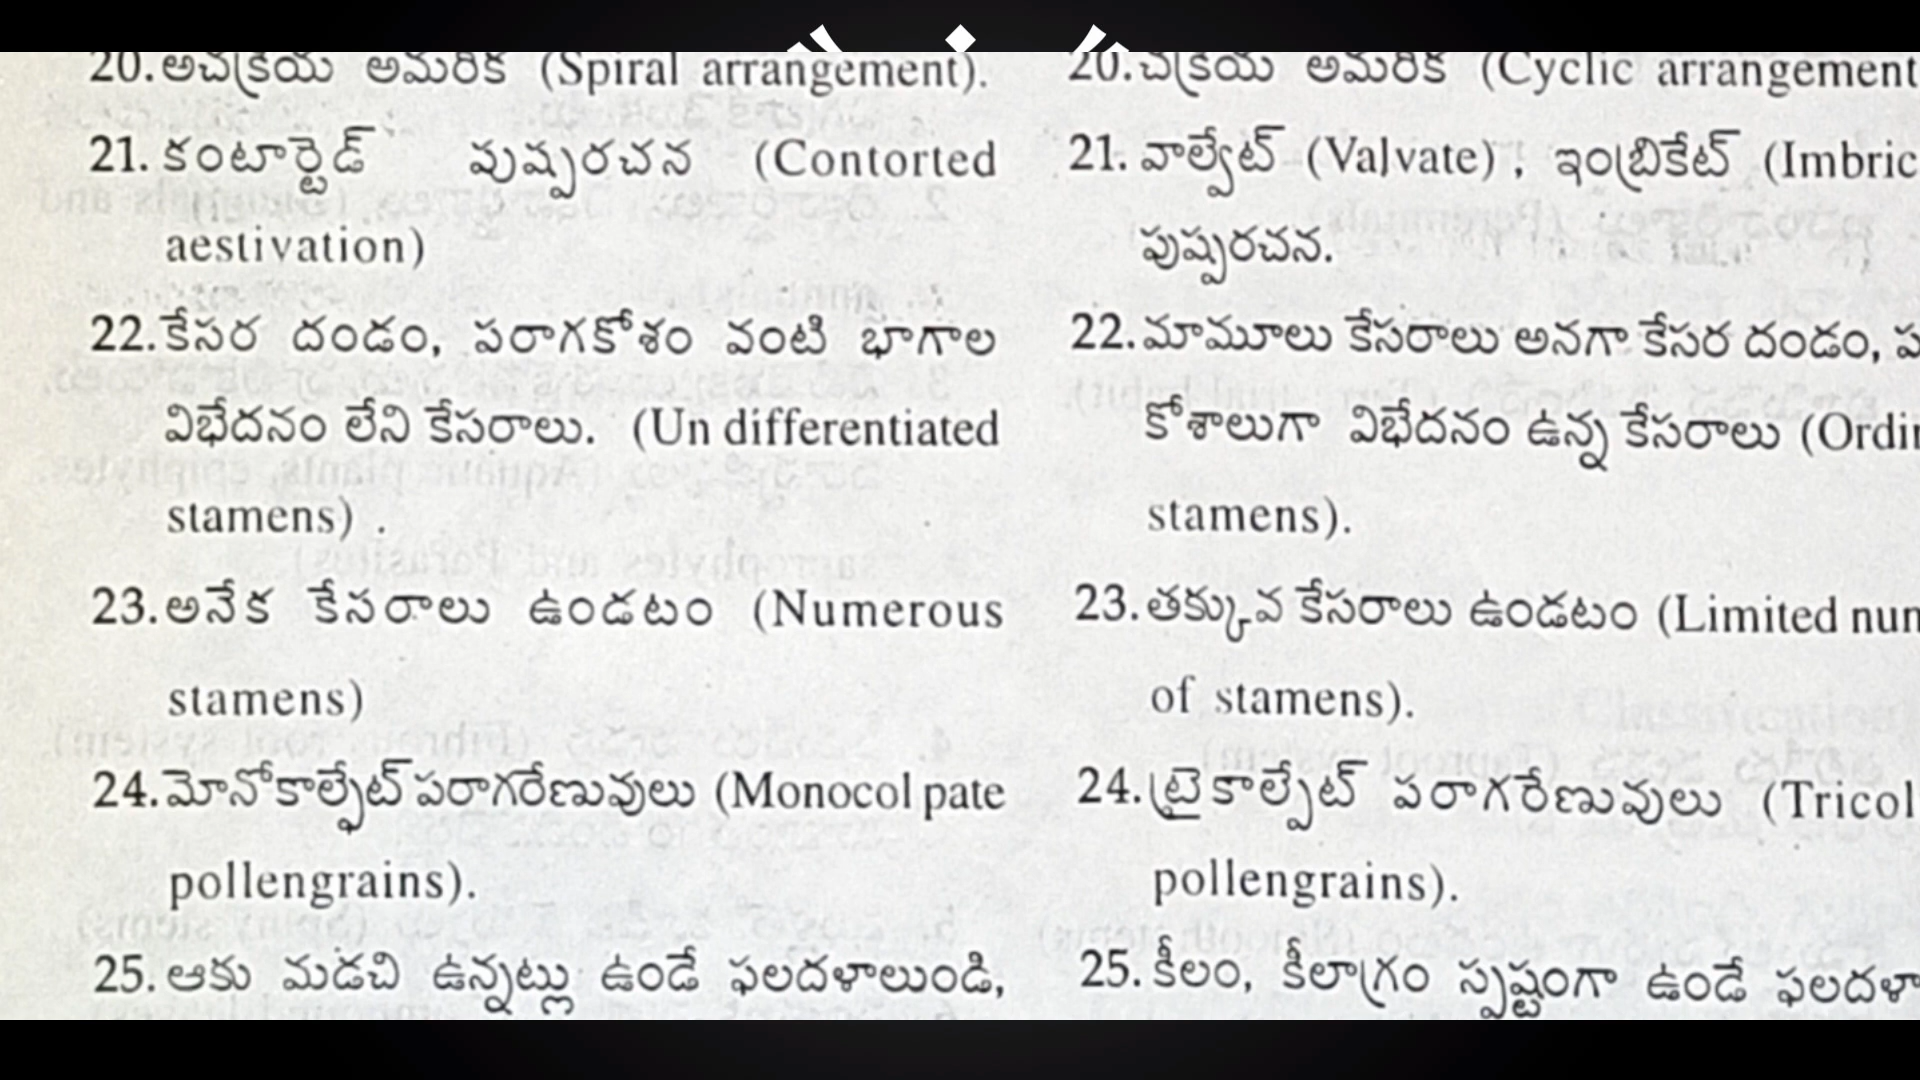 20. అచక్రీయ అమరిక (Spiral arrangement).
21. కంటార్టెడ్ పుష్పరచన (Contorted
aestivation)
22. కేసర దండం, పరాగకోశం వంటి భాగాల
విభేదనం లేని కేసరాలు. (Un differentiated
stamens) .
23. అనేక కేసరాలు ఉండటం (Numerous
stamens)
24. మోనోకాల్పేట్ పరాగరేణువులు (Monocol pate
pollengrains).
25. ఆకు మడచి ఉన్నట్లు ఉండే ఫలదళాలుండి,
20. చక్రీయ అమరిక (Cyclic arrangement
21. వాల్వేట్ (Valvate), ఇంబ్రికేట్ (Imbric
పుష్పరచన.
22. మామూలు కేసరాలు అనగా కేసర దండం,
కోశాలుగా విభేదనం ఉన్న కేసరాలు (Ordin
stamens).
23. తక్కువ కేసరాలు ఉండటం (Limited num
of stamens).
24. ట్రైకాల్పేట్ పరాగరేణువులు (Tricol
pollengrains).
25. కీలం, కీలాగ్రం స్పష్టంగా ఉండే ఫలదళా